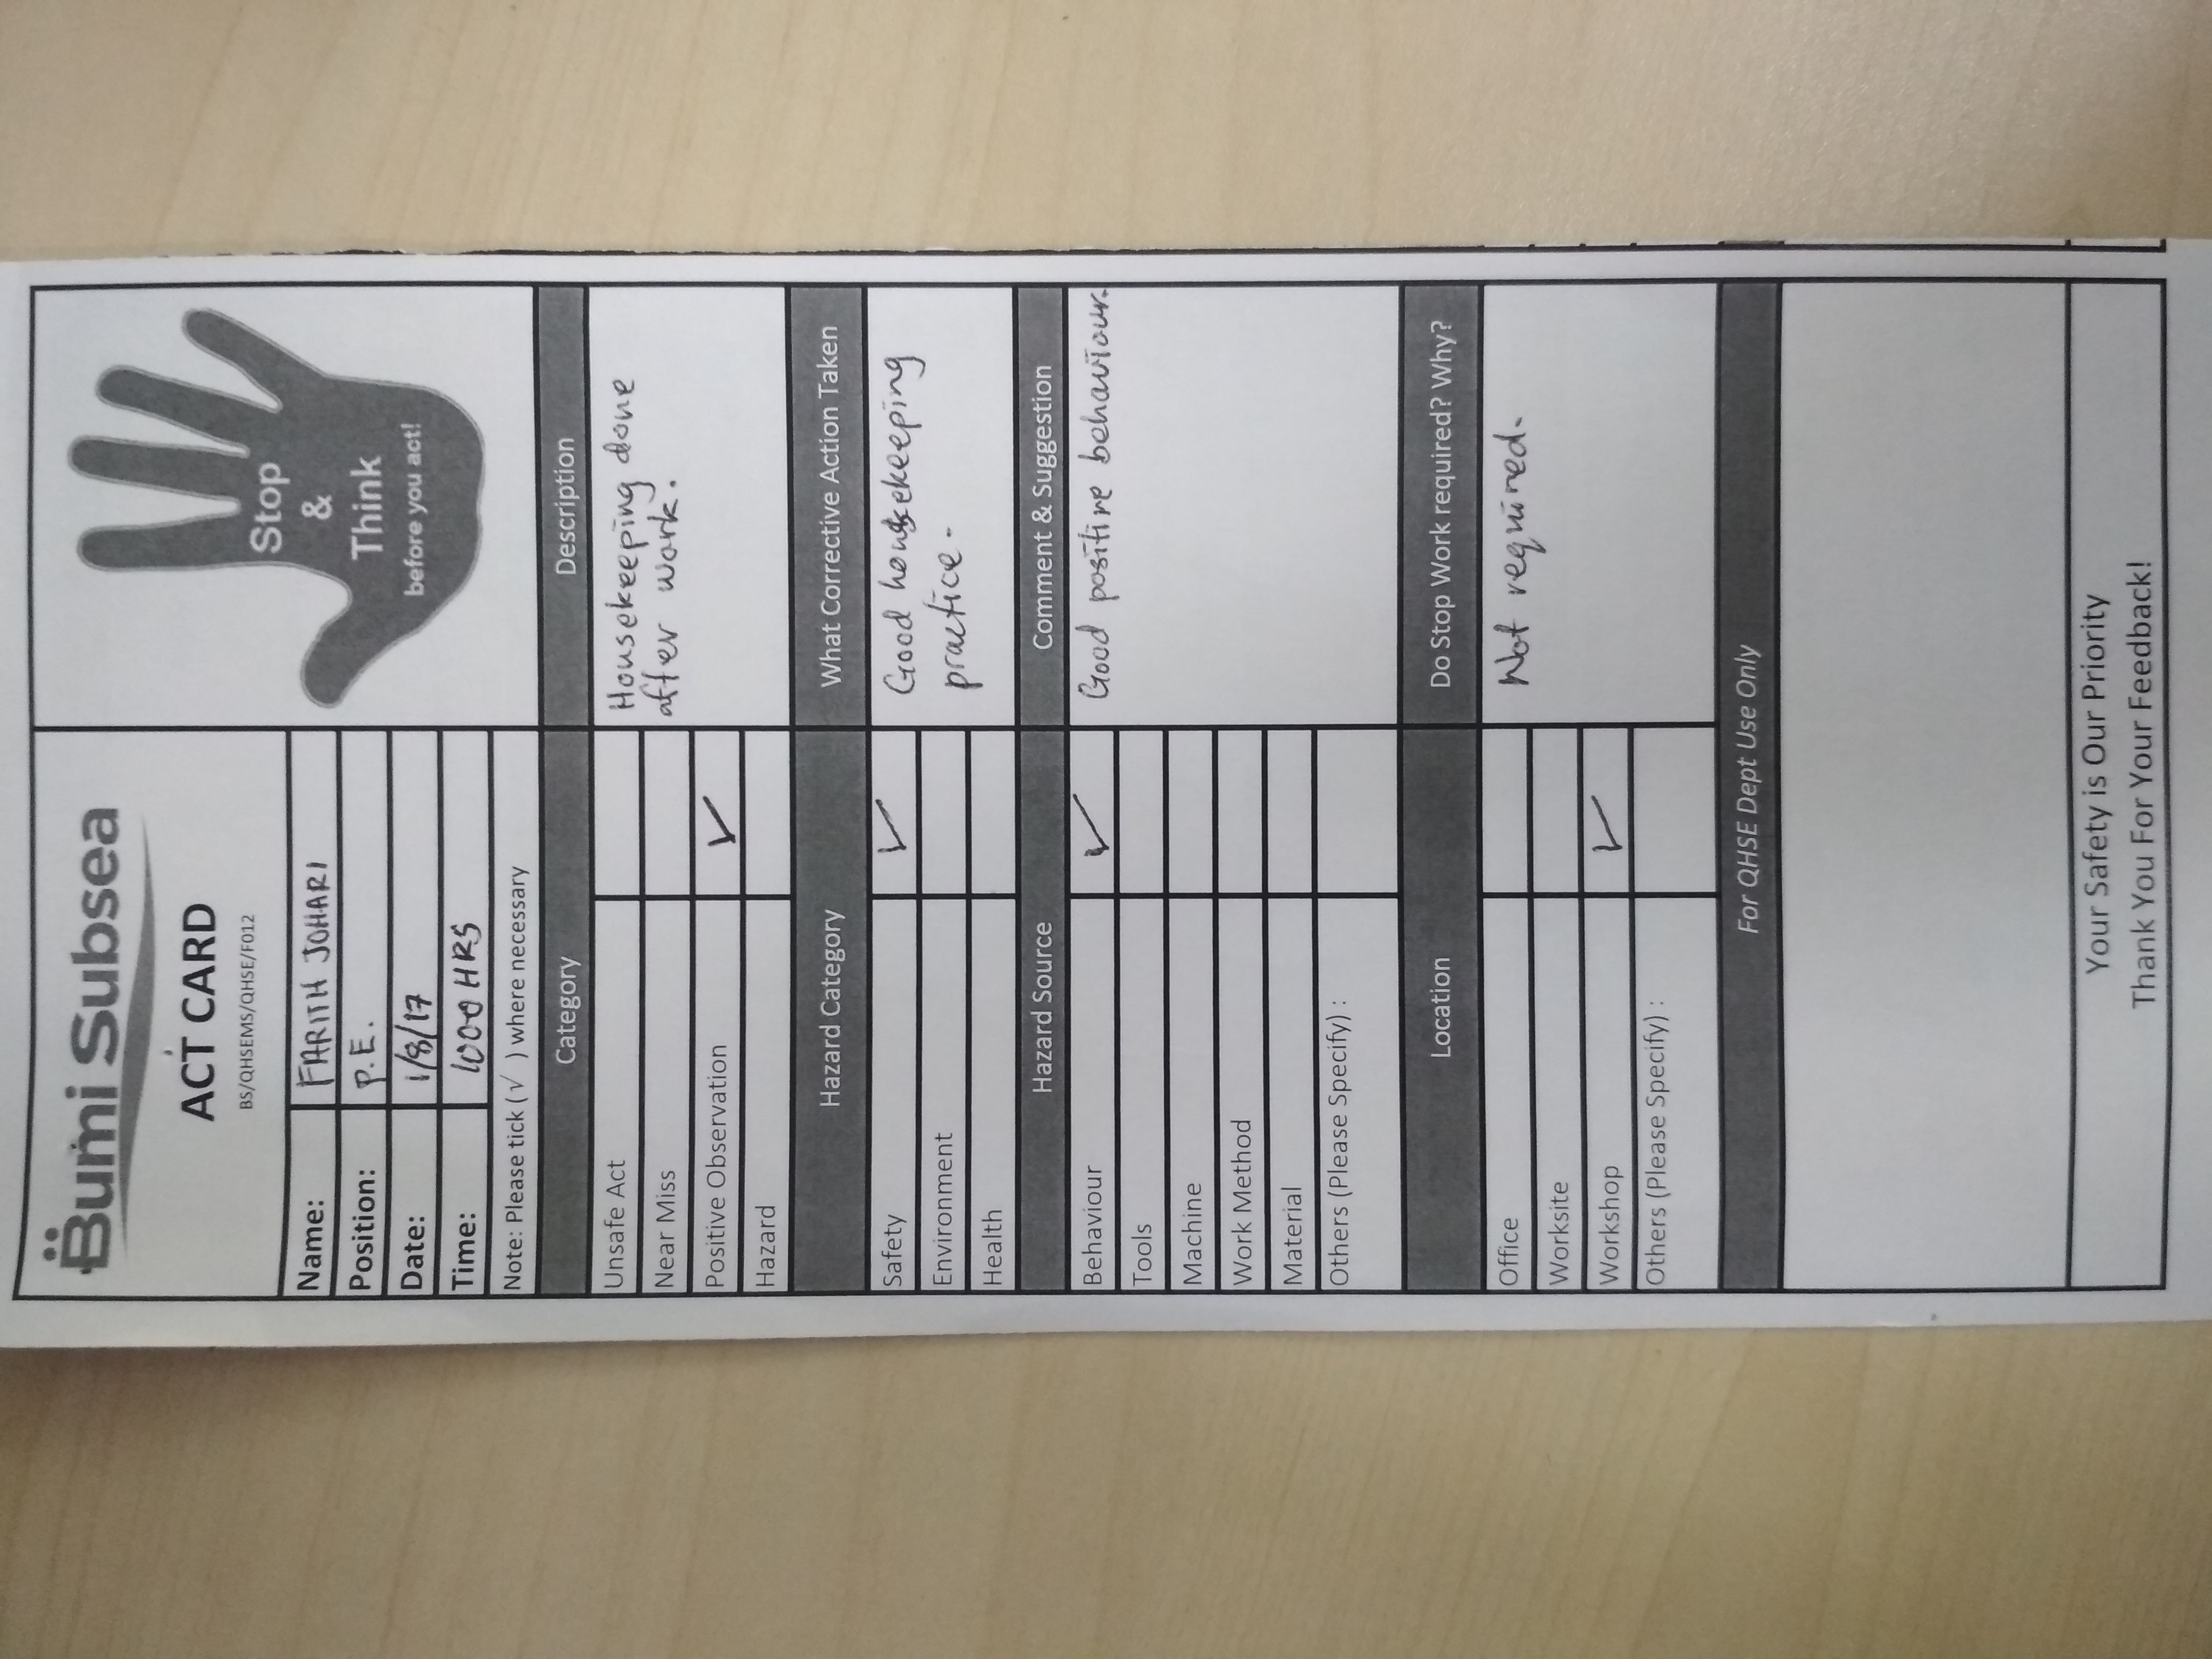 Bumi Subsea
ACT CARD
BS/QHSEMS/QHSE/F012
Stop
&
Think
before you act!
Name: FARITH JOHARI
Position: P.E.
Date: 1/8/17
Time: 1000 HRS
Note: Please tick ( √ ) where necessary
Category Description
Unsafe Act
Near Miss
Positive Observation ✓
Hazard
Housekeeping done
after work.
Hazard Category What Corrective Action Taken
Safety ✓
Environment
Health
Good housekeeping
practice.
Hazard Source Comment & Suggestion
Behaviour ✓
Tools
Machine
Work Method
Material
Others (Please Specify) :
Good positive behaviour.
Location Do Stop Work required? Why?
Office
Worksite
Workshop ✓
Others (Please Specify) :
Not required.
For QHSE Dept Use Only
Your Safety is Our Priority
Thank You For Your Feedback!